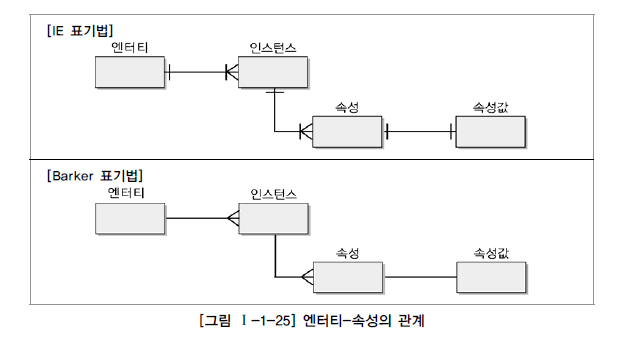 [IE 표기법]
엔터티
인스턴스
속성
속성값
[Barker 표기법]
엔터티
인스턴스
속성
속성값
[그림 Ⅰ-1-25] 엔터티-속성의 관계